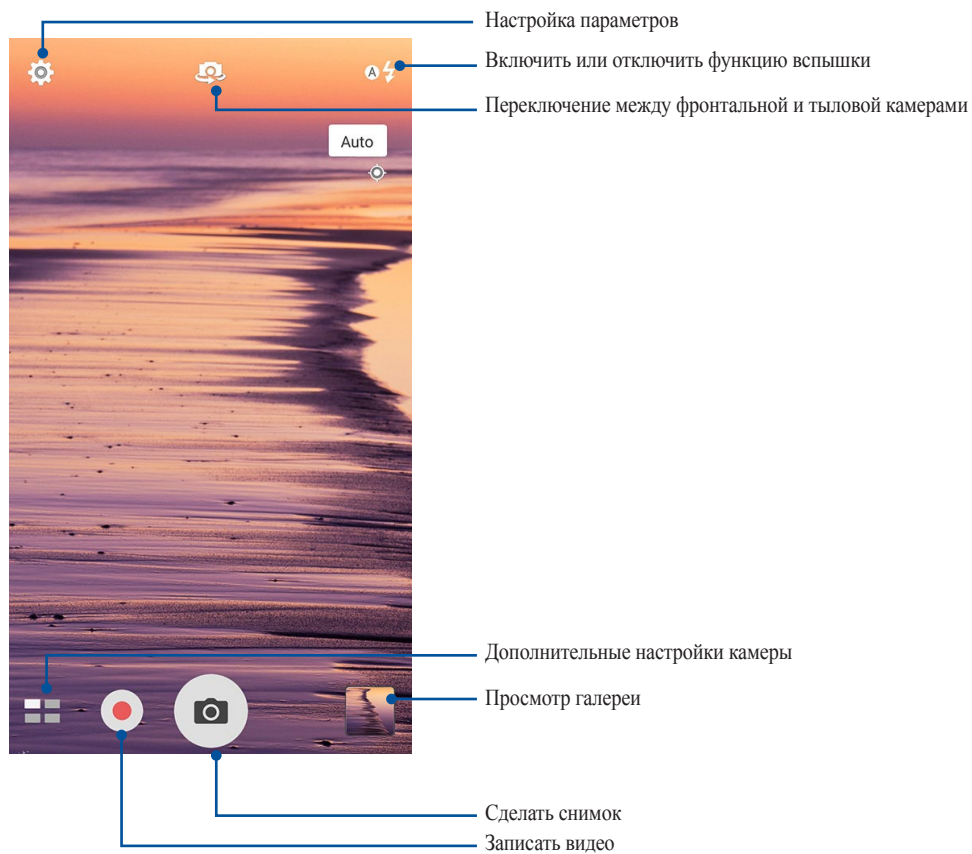 Настройка параметров
Включить или отключить функцию вспышки
Переключение между фронтальной и тыловой камерами
A
Auto
Дополнительные настройки камеры
Просмотр галереи
Сделать снимок
Записать видео